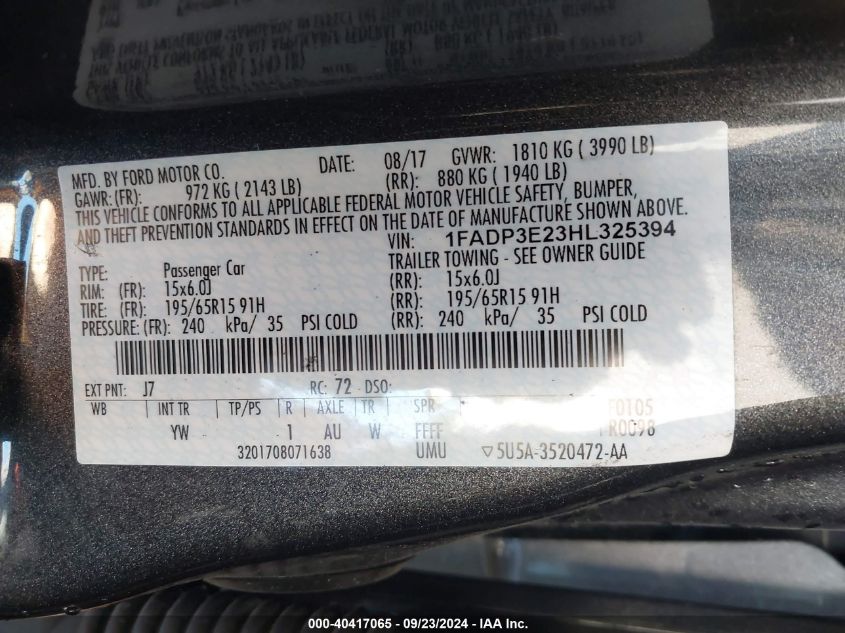 MFD. BY FORD MOTOR CO. DATE: 08/17 GVWR: 1810 KG ( 3990 LB)
GAWR: (FR): 972 KG ( 2143 LB) (RR): 880 KG ( 1940 LB)
THIS VEHICLE CONFORMS TO ALL APPLICABLE FEDERAL MOTOR VEHICLE SAFETY, BUMPER,
AND THEFT PREVENTION STANDARDS IN EFFECT ON THE DATE OF MANUFACTURE SHOWN ABOVE.
VIN: 1FADP3E23HL325394
TYPE: Passenger Car TRAILER TOWING - SEE OWNER GUIDE
RIM: (FR): 15x6.0J (RR): 15x6.0J
TIRE: (FR): 195/65R15 91H (RR): 195/65R15 91H
PRESSURE: (FR): 240 kPa/ 35 PSI COLD (RR): 240 kPa/ 35 PSI COLD
EXT PNT: J7 RC: 72 DSO:
WB INT TR TP/PS R AXLE TR SPR F0105
YW 1 AU W FFFF R0098
3201708071638 UMU ▽5U5A-3520472-AA
000-40417065 - 09/23/2024 - IAA Inc.